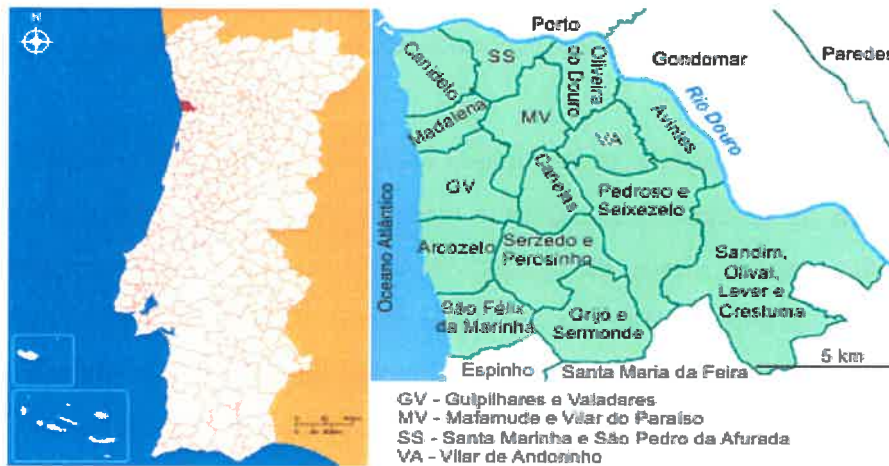 N
Porto
Gondomar
Paredes
Canidelo
SS
Oliveira
do Douro
Madalena
MV
VA
Avintes
Rio Douro
GV
Canelas
Pedroso e
Seixezelo
Oceano Atlântico
Arcozelo
Serzedo e
Perosinho
Sandim,
Olival,
Lever e
Crestuma
São Félix
da Marinha
Grijó e
Sermonde
Espinho
Santa Maria da Feira
5 km
GV - Gulpilhares e Valadares
MV - Mafamude e Vilar do Paraíso
SS - Santa Marinha e São Pedro da Afurada
VA - Vilar de Andorinho